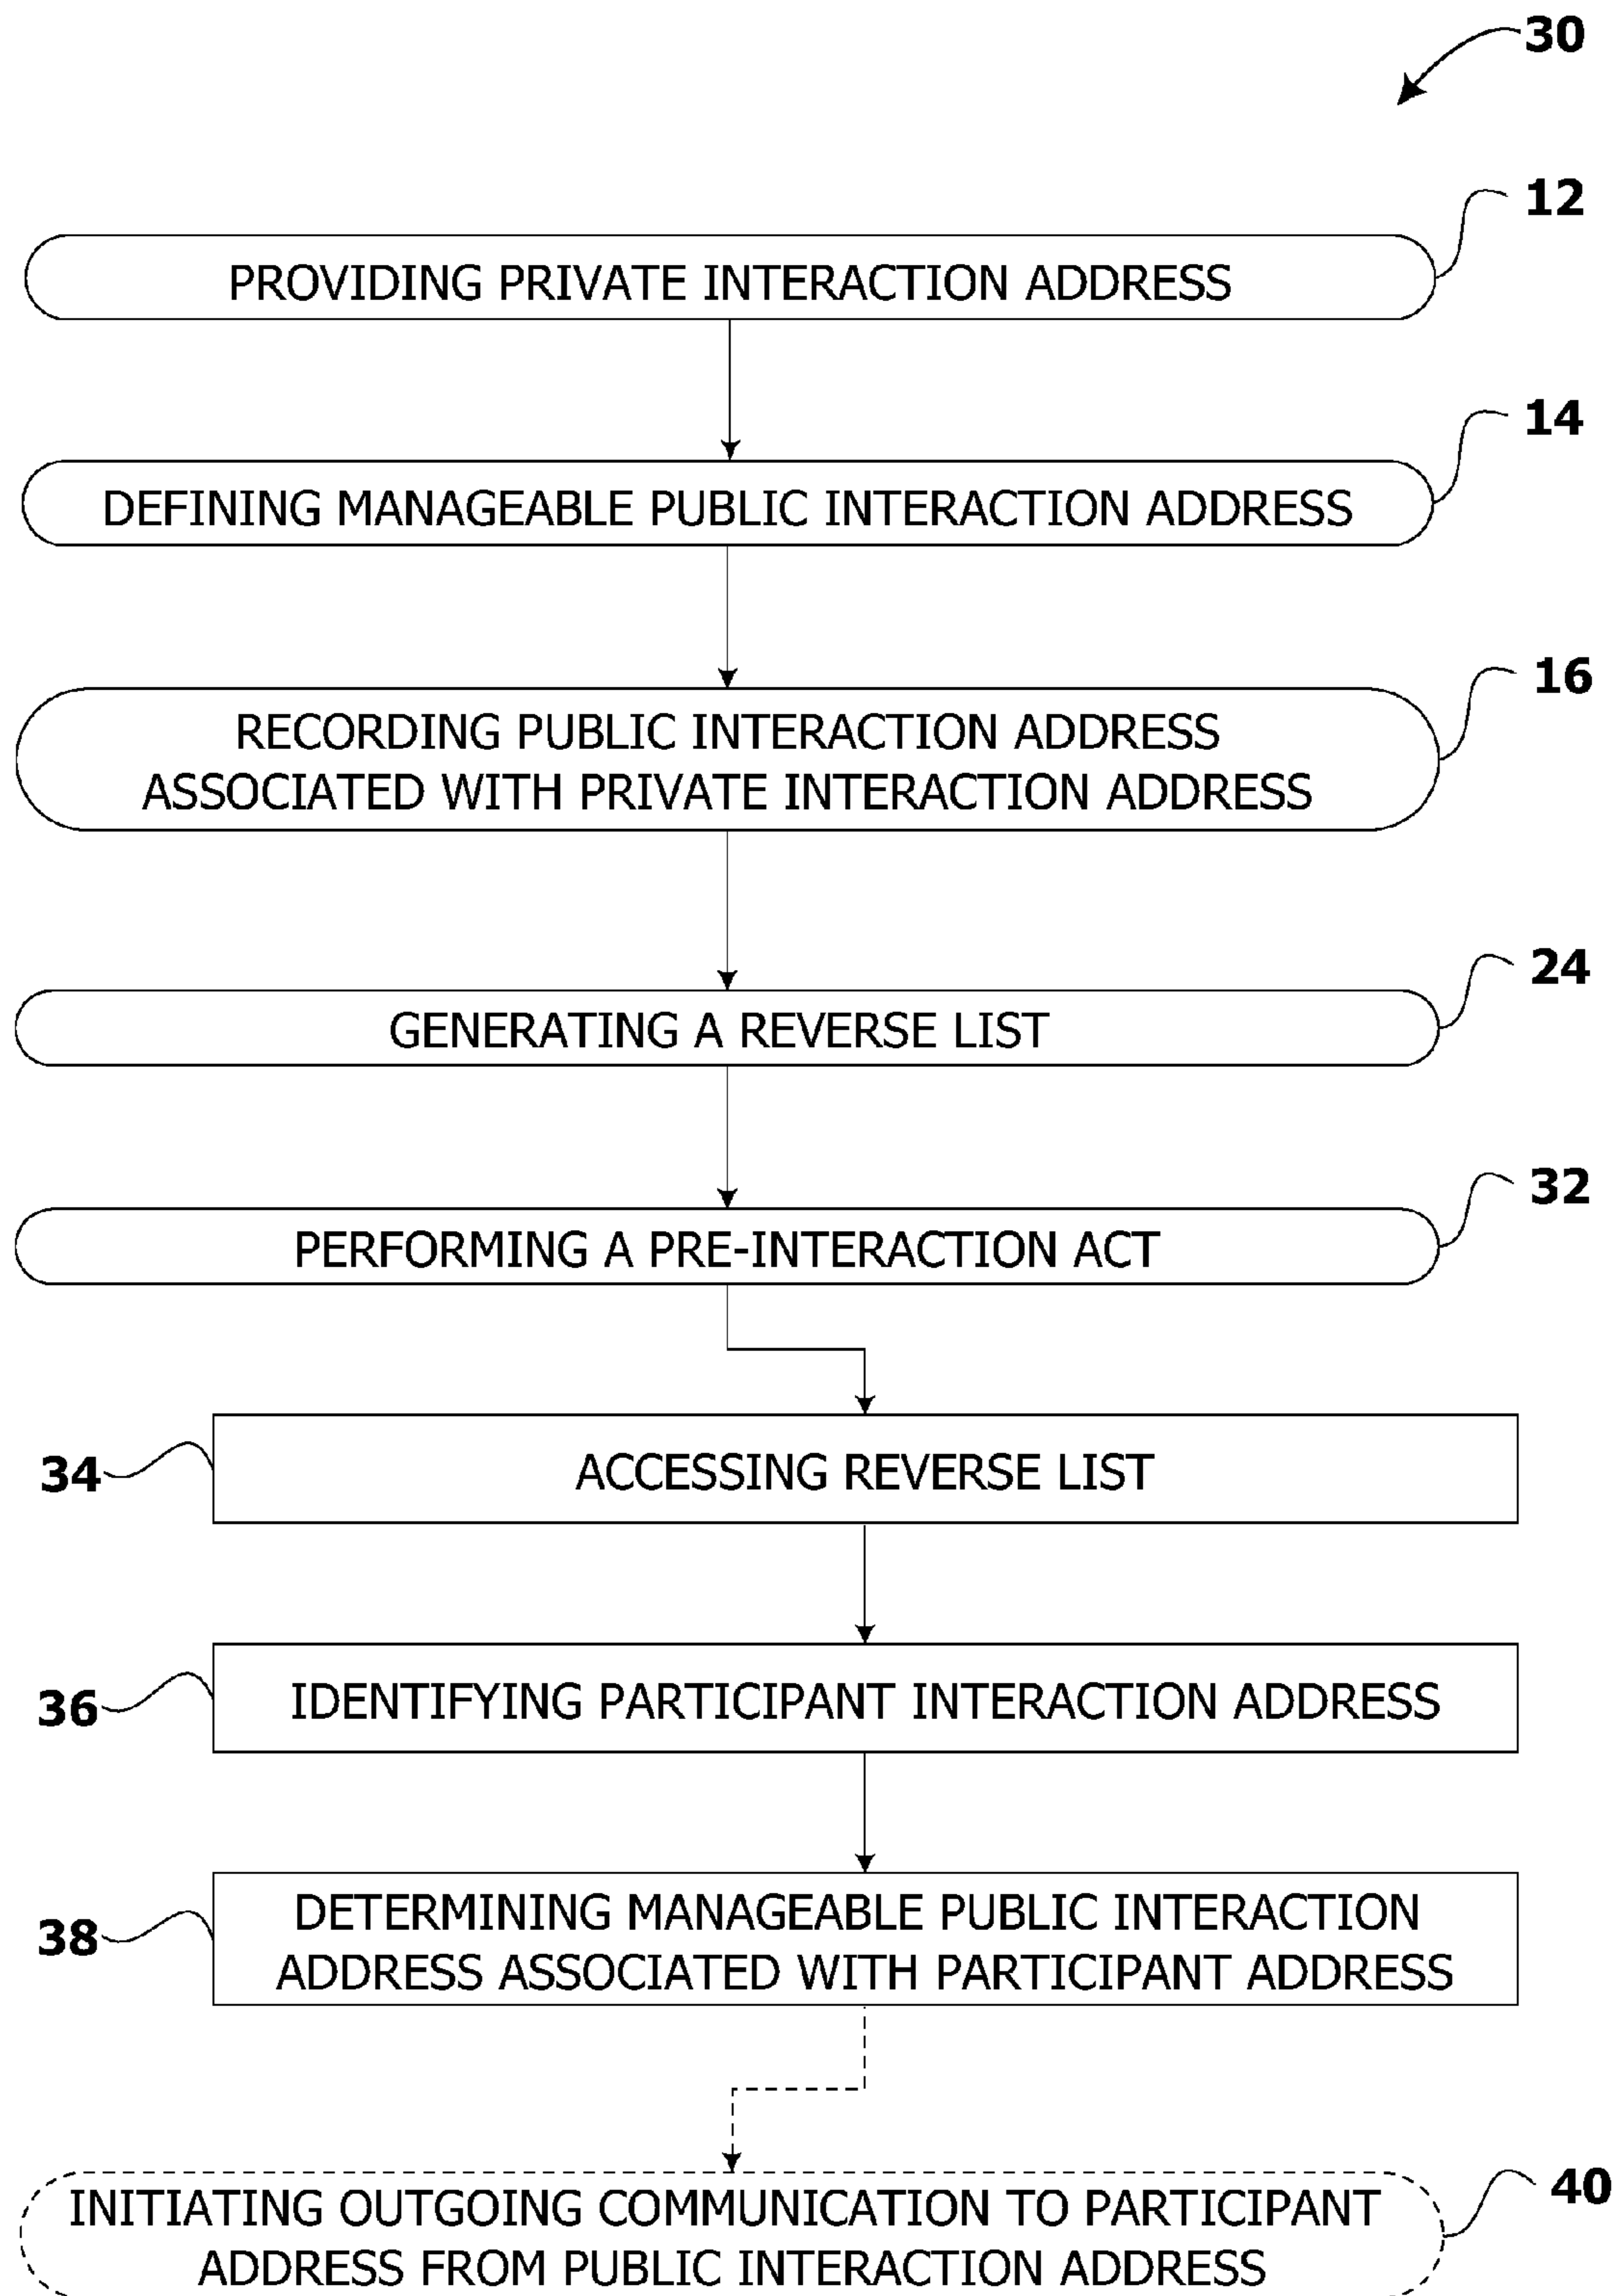 30
12
PROVIDING PRIVATE INTERACTION ADDRESS
14
DEFINING MANAGEABLE PUBLIC INTERACTION ADDRESS
16
RECORDING PUBLIC INTERACTION ADDRESS
ASSOCIATED WITH PRIVATE INTERACTION ADDRESS
24
GENERATING A REVERSE LIST
32
PERFORMING A PRE-INTERACTION ACT
34
ACCESSING REVERSE LIST
36
IDENTIFYING PARTICIPANT INTERACTION ADDRESS
38
DETERMINING MANAGEABLE PUBLIC INTERACTION
ADDRESS ASSOCIATED WITH PARTICIPANT ADDRESS
40
INITIATING OUTGOING COMMUNICATION TO PARTICIPANT
ADDRESS FROM PUBLIC INTERACTION ADDRESS